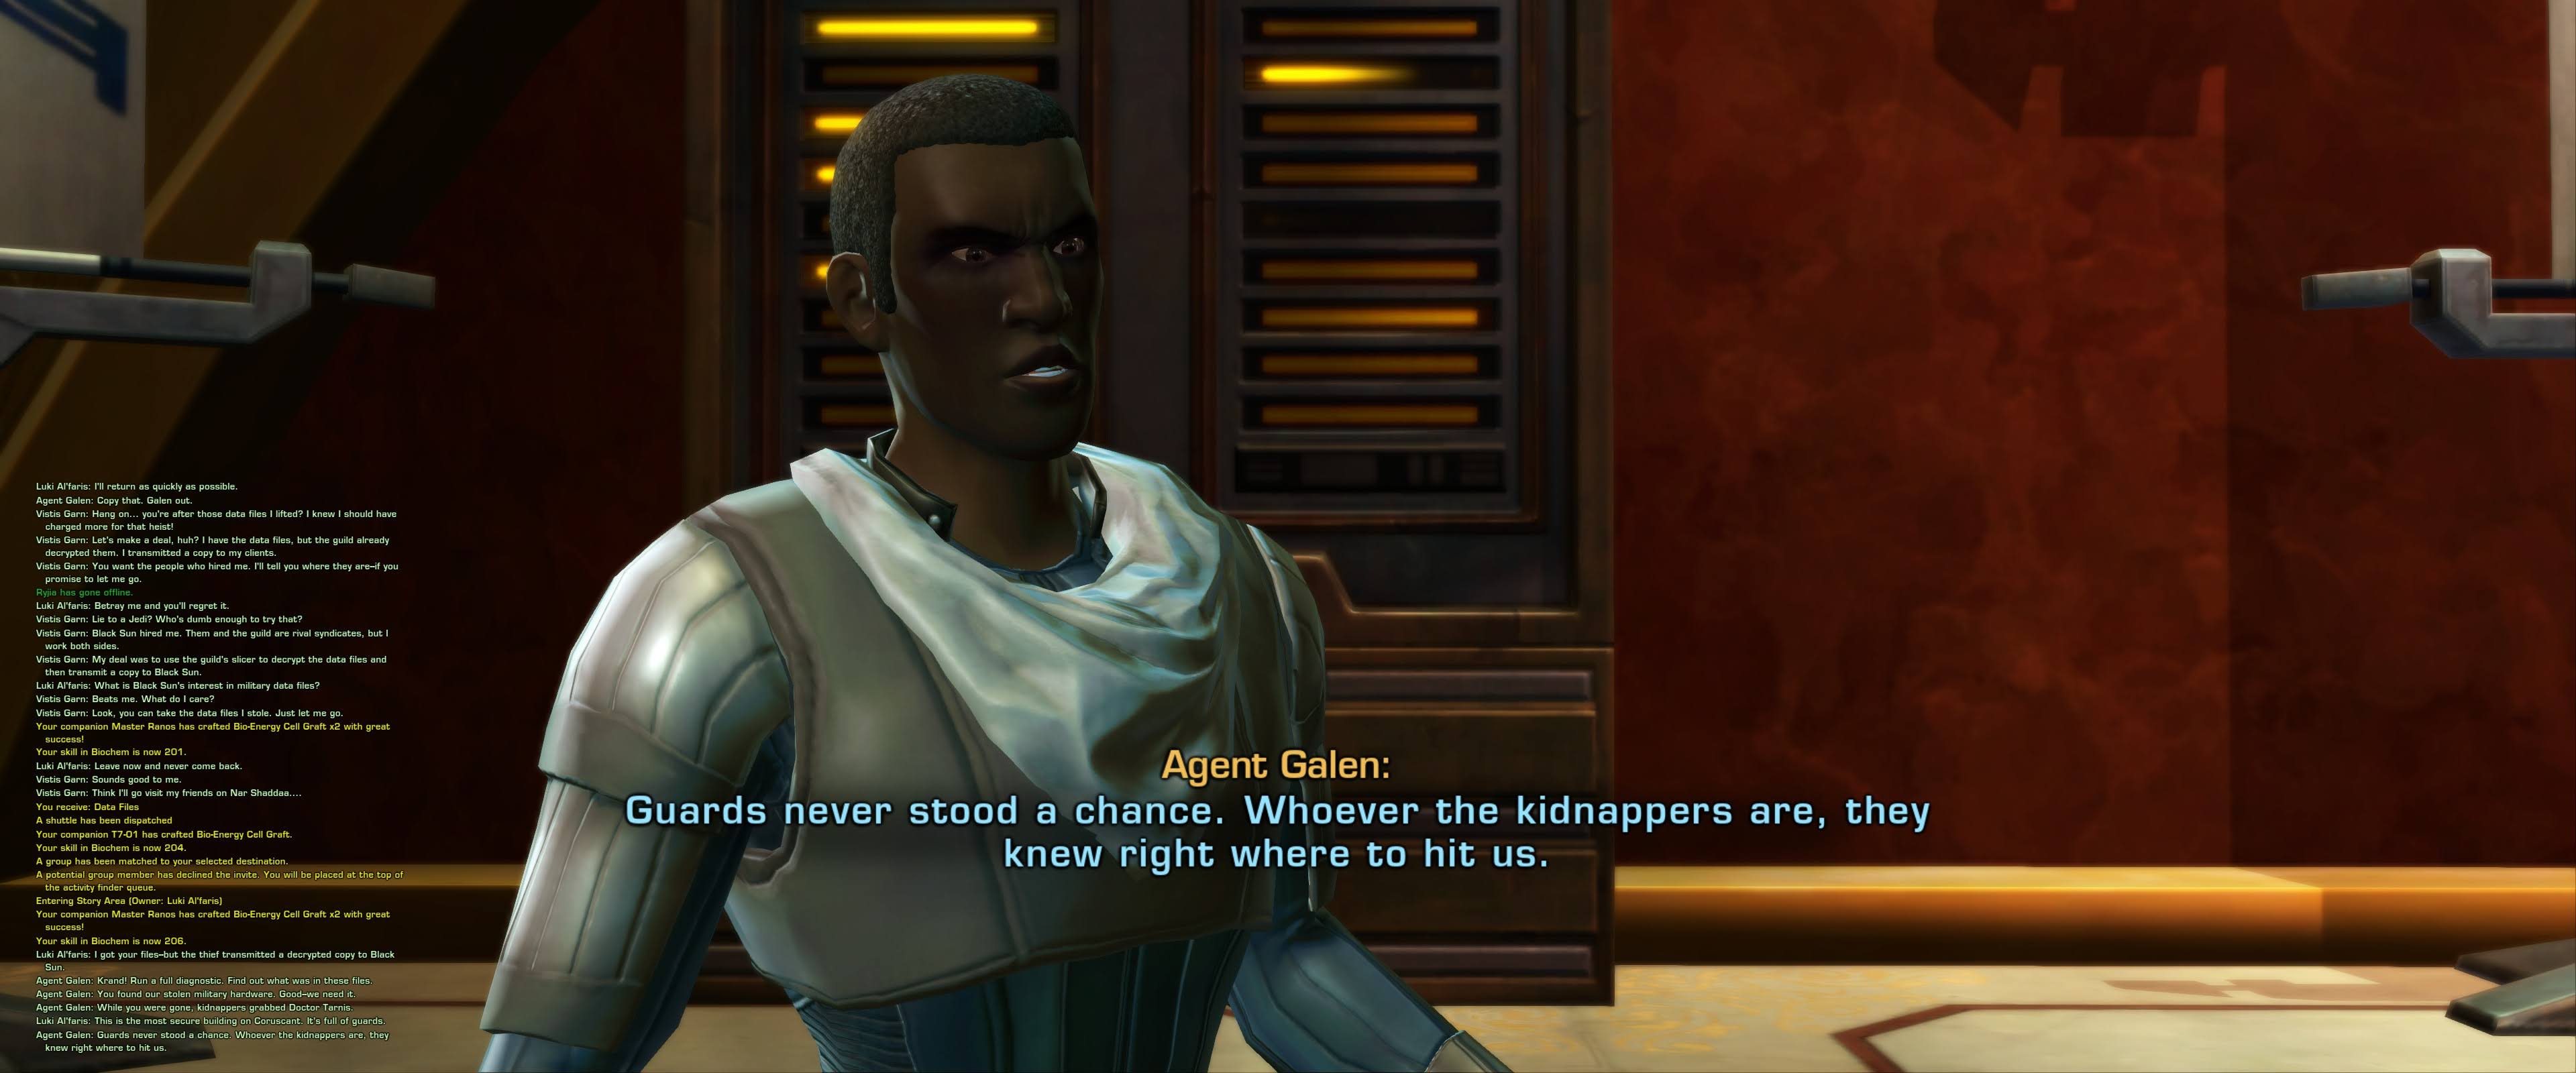 Luki Al'faris: I'll return as quickly as possible.
Agent Galen: Copy that. Galen out.
Vistis Garn: Hang on... you're after those data files I lifted? I knew I should have
charged more for that heist!
Vistis Garn: Let's make a deal, huh? I have the data files, but the guild already
decrypted them. I transmitted a copy to my clients.
Vistis Garn: You want the people who hired me. I'll tell you where they are—if you
promise to let me go.
Ryjia has gone offline.
Luki Al'faris: Betray me and you'll regret it.
Vistis Garn: Lie to a Jedi? Who's dumb enough to try that?
Vistis Garn: Black Sun hired me. Them and the guild are rival syndicates, but I
work both sides.
Vistis Garn: My deal was to use the guild's slicer to decrypt the data files and
then transmit a copy to Black Sun.
Luki Al'faris: What is Black Sun's interest in military data files?
Vistis Garn: Beats me. What do I care?
Vistis Garn: Look, you can take the data files I stole. Just let me go.
Your companion Master Ranos has crafted Bio-Energy Cell Graft x2 with great
success!
Your skill in Biochem is now 201.
Luki Al'faris: Leave now and never come back.
Vistis Garn: Sounds good to me.
Vistis Garn: Think I'll go visit my friends on Nar Shaddaa....
You receive: Data Files
A shuttle has been dispatched
Your companion T7-O1 has crafted Bio-Energy Cell Graft.
Your skill in Biochem is now 204.
A group has been matched to your selected destination.
A potential group member has declined the invite. You will be placed at the top of
the activity finder queue.
Entering Story Area (Owner: Luki Al'faris)
Your companion Master Ranos has crafted Bio-Energy Cell Graft x2 with great
success!
Your skill in Biochem is now 206.
Luki Al'faris: I got your files—but the thief transmitted a decrypted copy to Black
Sun.
Agent Galen: Krand! Run a full diagnostic. Find out what was in these files.
Agent Galen: You found our stolen military hardware. Good—we need it.
Agent Galen: While you were gone, kidnappers grabbed Doctor Tarnis.
Luki Al'faris: This is the most secure building on Coruscant. It's full of guards.
Agent Galen: Guards never stood a chance. Whoever the kidnappers are, they
knew right where to hit us.
Agent Galen:
Guards never stood a chance. Whoever the kidnappers are, they
knew right where to hit us.